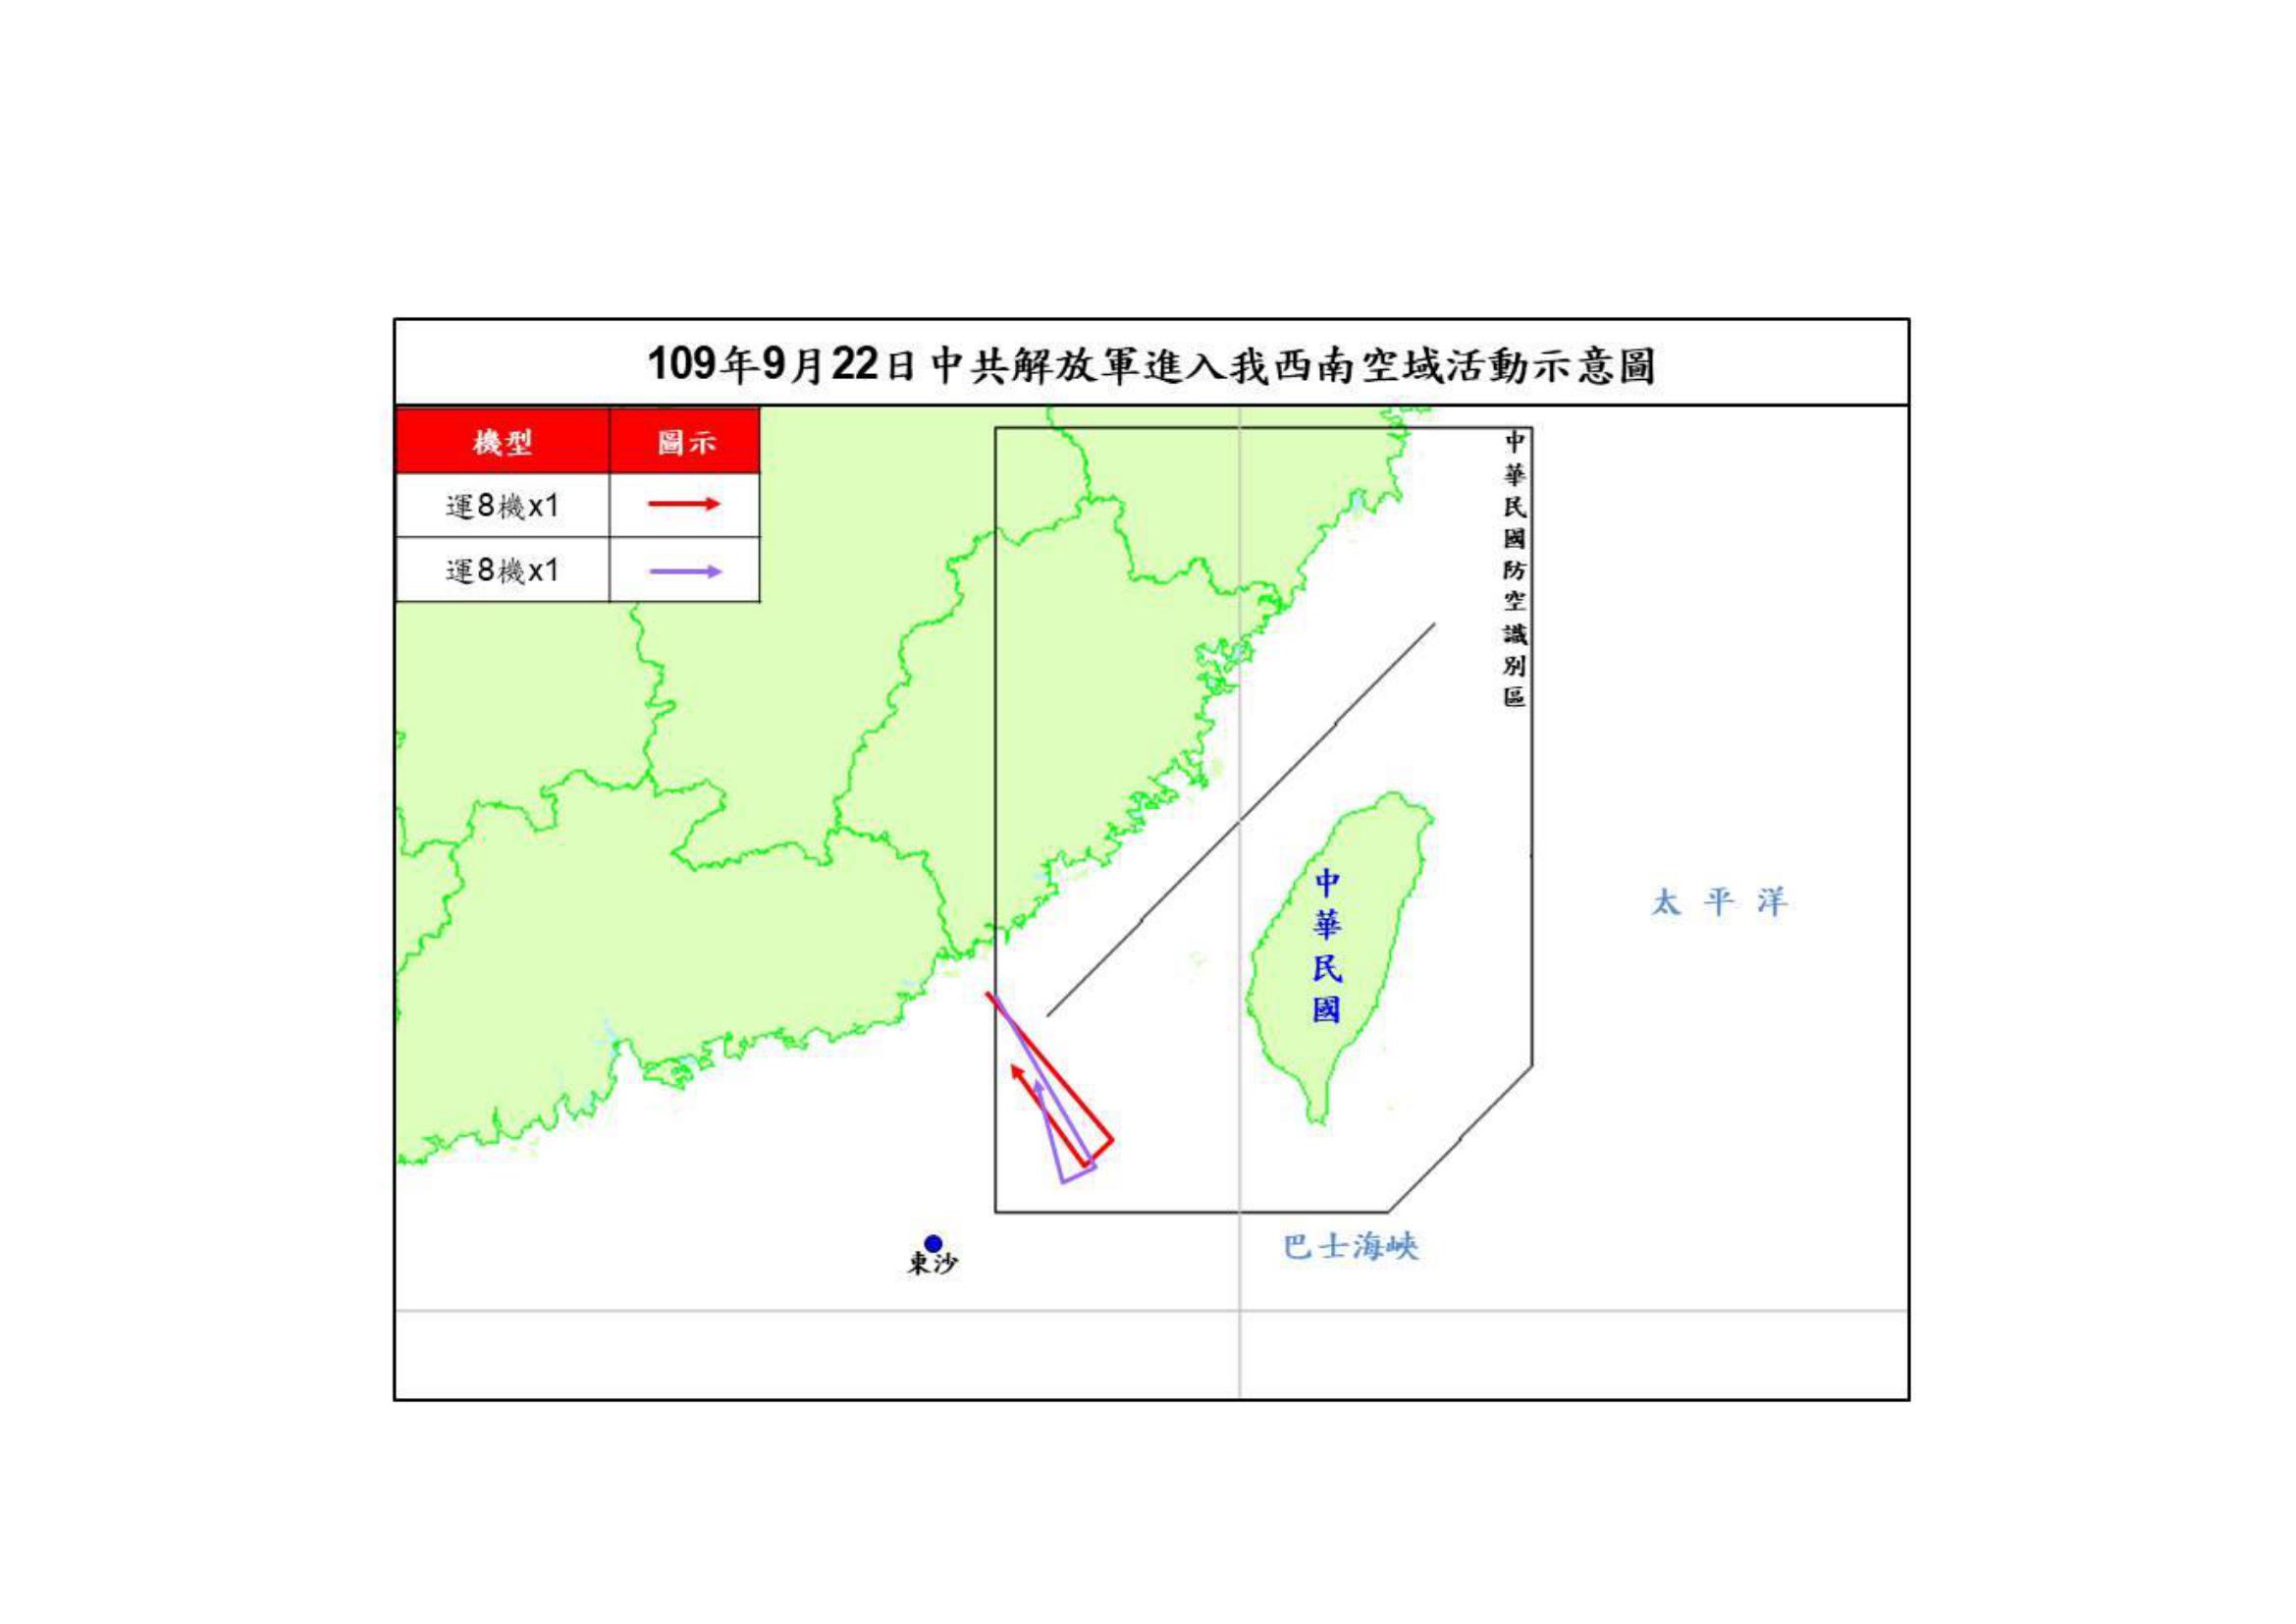 109年9月22日中共解放軍進入我西南空域活動示意圖
機型 圖示
運8機x1
運8機x1
中華民國防空識別區
中華民國
太平洋
東沙
巴士海峽